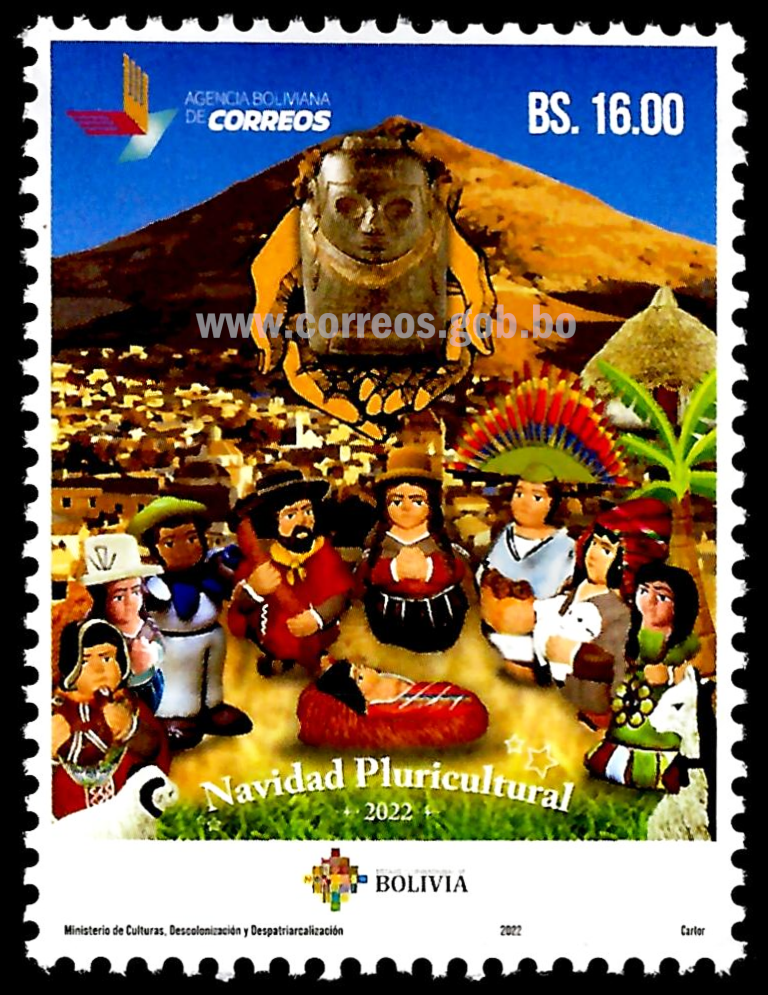 AGENCIA BOLIVIANA
DE CORREOS
BS. 16.00
www.correos.gob.bo
Navidad Pluricultural
2022
BOLIVIA
Ministerio de Culturas, Descolonización y Despatriarcalización
2022
Carlor